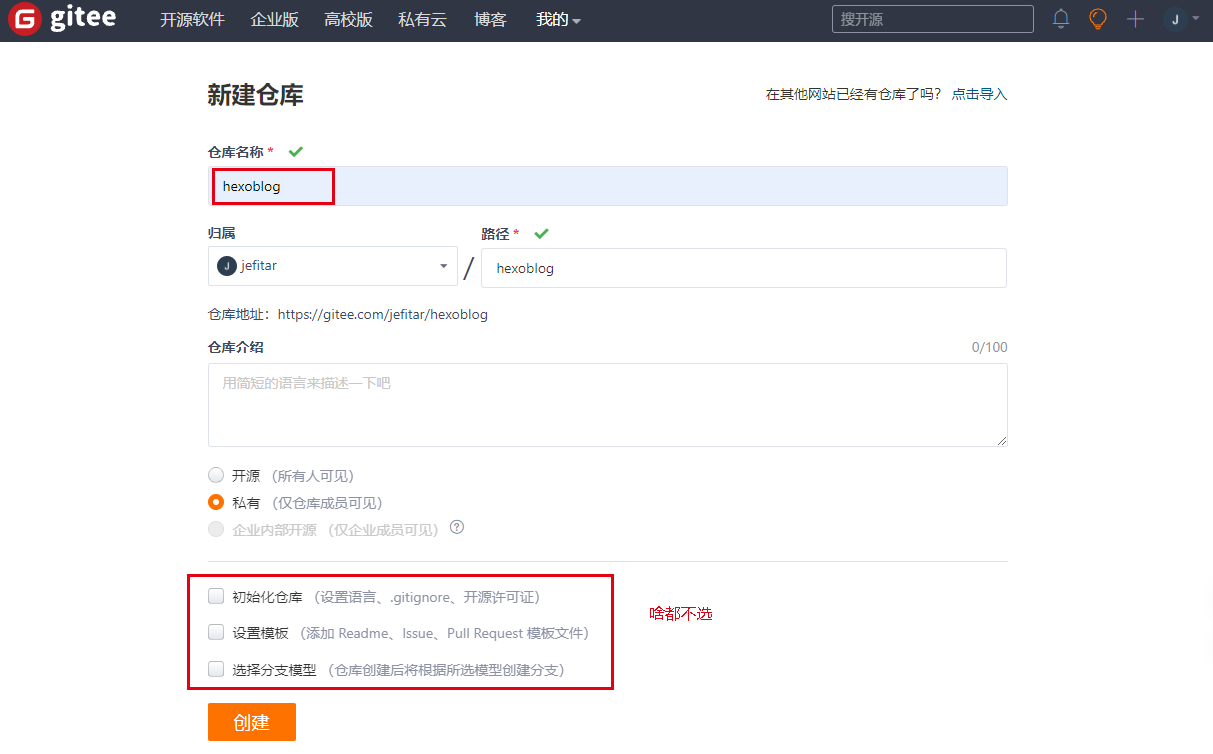 gitee 开源软件 企业版 高校版 私有云 博客 我的 搜开源 J
新建仓库 在其他网站已经有仓库了吗？ 点击导入
仓库名称 *
hexoblog
归属 路径 *
J jefitar / hexoblog
仓库地址：https://gitee.com/jefitar/hexoblog
仓库介绍 0/100
用简短的语言来描述一下吧
开源 （所有人可见）
私有 （仅仓库成员可见）
企业内部开源 （仅企业成员可见） ?
初始化仓库 （设置语言、.gitignore、开源许可证）
啥都不选
设置模板 （添加 Readme、Issue、Pull Request 模板文件）
选择分支模型 （仓库创建后将根据所选模型创建分支）
创建